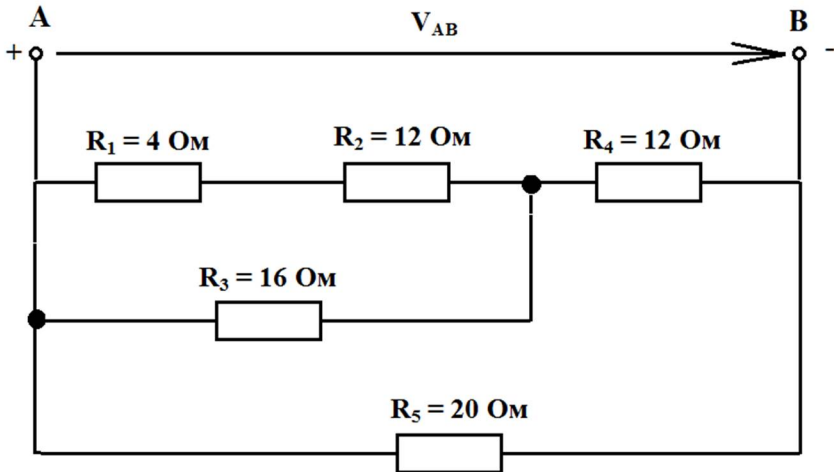 A
B
V_AB
+
-
R₁ = 4 Ом
R₂ = 12 Ом
R₄ = 12 Ом
R₃ = 16 Ом
R₅ = 20 Ом